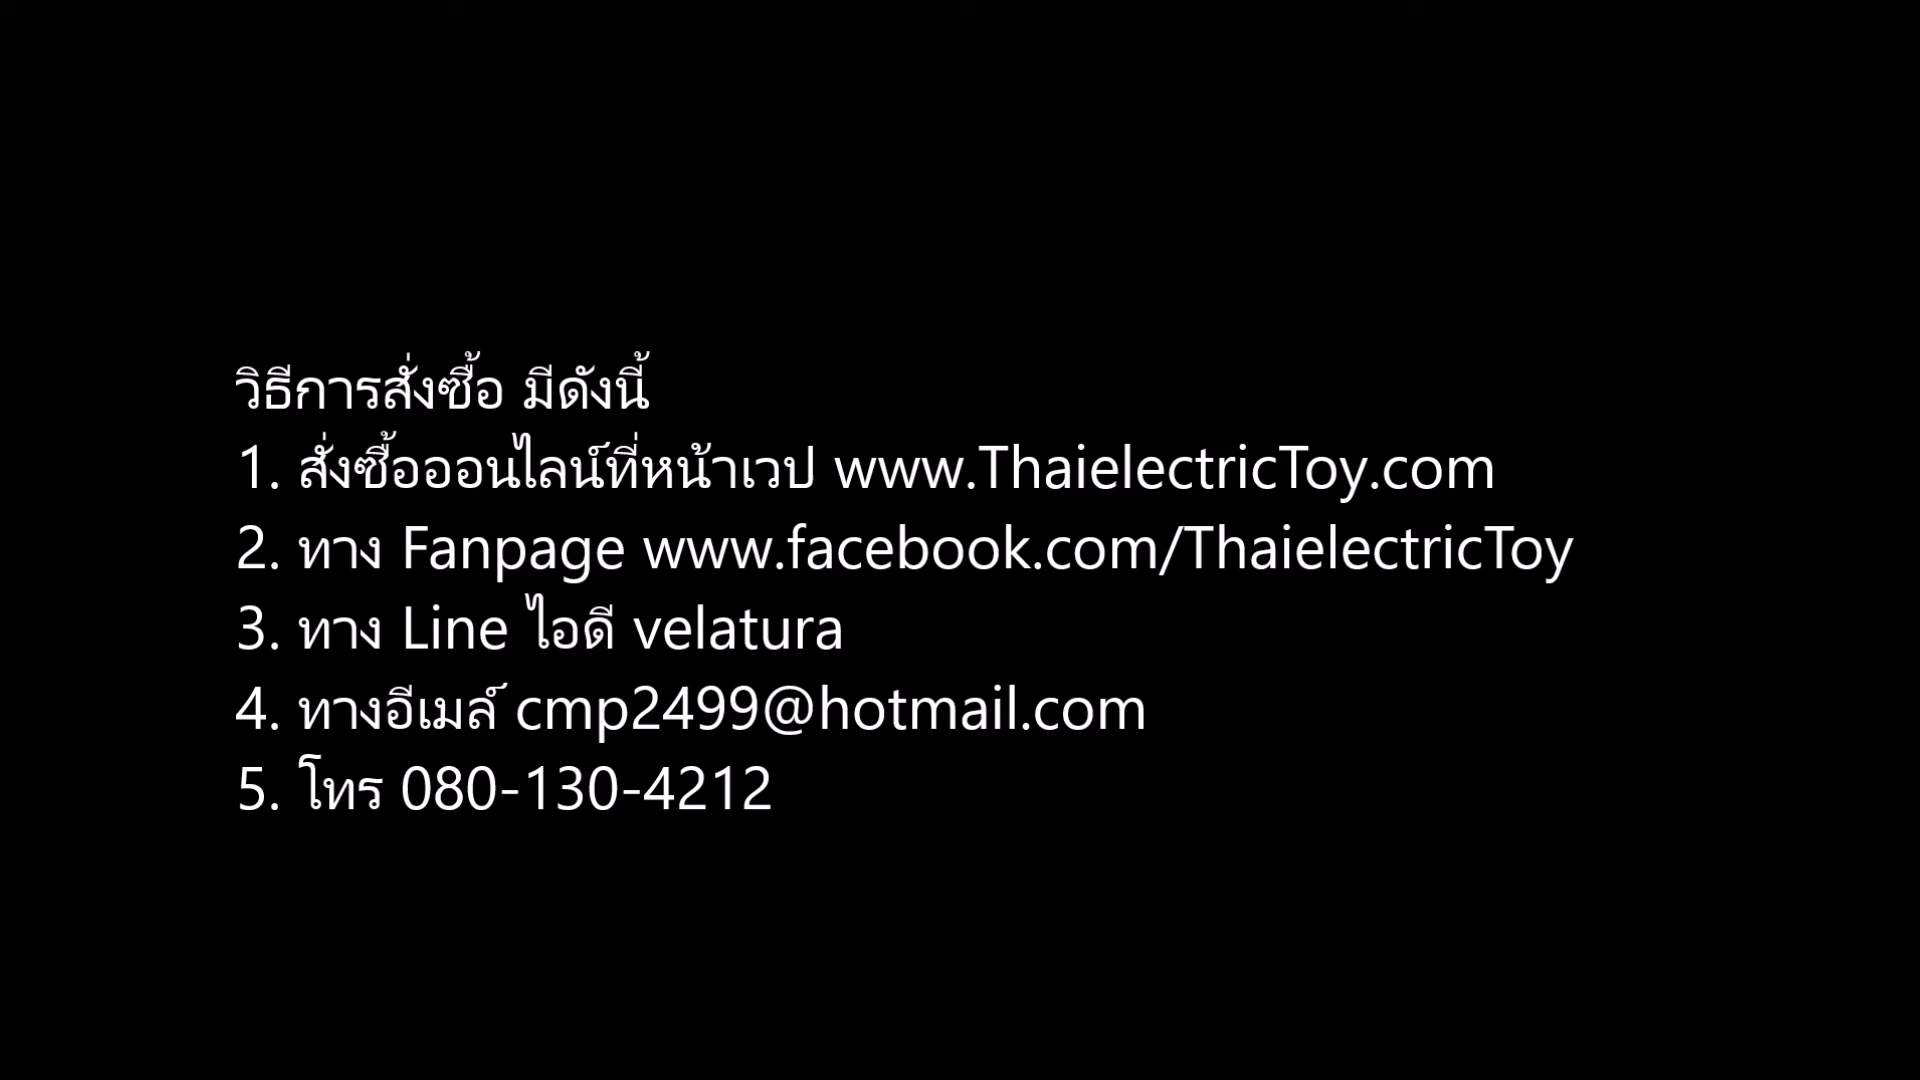 วิธีการสั่งซื้อ มีดังนี้
1. สั่งซื้อออนไลน์ที่หน้าเวป www.ThaielectricToy.com
2. ทาง Fanpage www.facebook.com/ThaielectricToy
3. ทาง Line ไอดี velatura
4. ทางอีเมล์ cmp2499@hotmail.com
5. โทร 080-130-4212